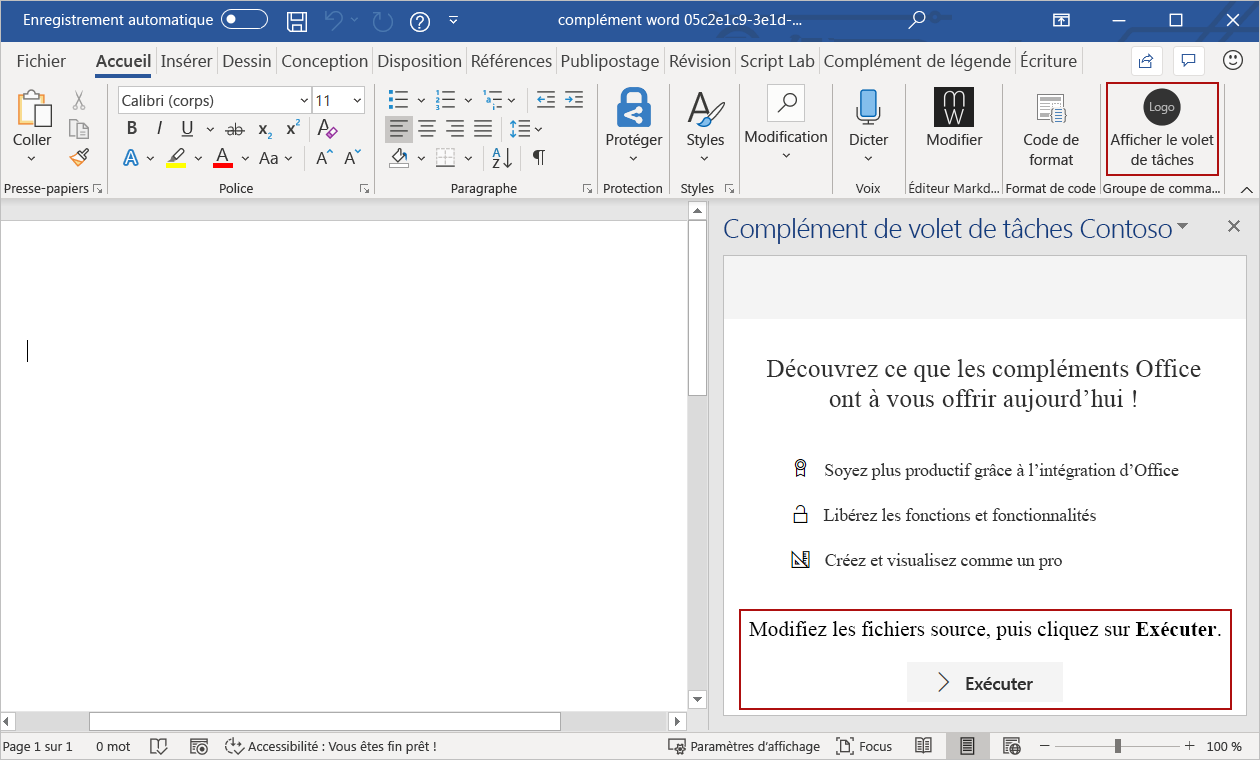 Enregistrement automatique
complément word 05c2e1c9-3e1d-...
Fichier Accueil Insérer Dessin Conception Disposition Références Publipostage Révision Script Lab Complément de légende Écriture
Coller
Presse-papiers
Calibri (corps) 11
B I U ab x₂ x² A
A A Aa A A
Police
Paragraphe
Protéger
Protection
Styles
Styles
Modification
Dicter
Voix
MW
Modifier
Éditeur Markd...
Code de
format
Format de code
Logo
Afficher le volet
de tâches
Groupe de comma...
Complément de volet de tâches Contoso
Découvrez ce que les compléments Office
ont à vous offrir aujourd’hui !
Soyez plus productif grâce à l’intégration d’Office
Libérez les fonctions et fonctionnalités
Créez et visualisez comme un pro
Modifiez les fichiers source, puis cliquez sur Exécuter.
Exécuter
Page 1 sur 1 0 mot Accessibilité : Vous êtes fin prêt ! Paramètres d’affichage Focus 100 %